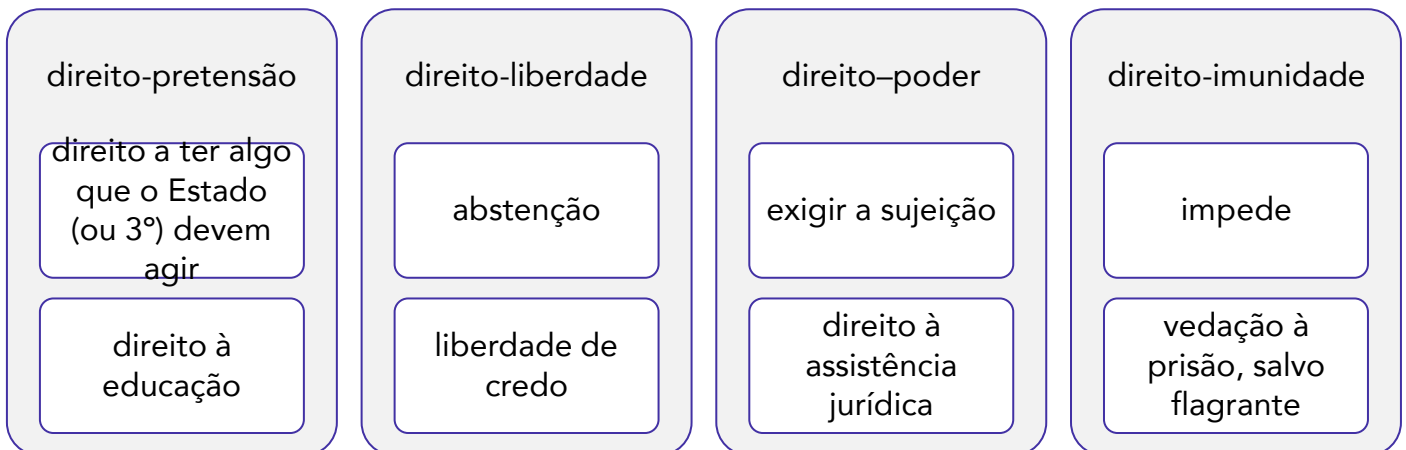 direito-pretensão
direito a ter algo
que o Estado
(ou 3º) devem
agir
direito à
educação
direito-liberdade
abstenção
liberdade de
credo
direito–poder
exigir a sujeição
direito à
assistência
jurídica
direito-imunidade
impede
vedação à
prisão, salvo
flagrante